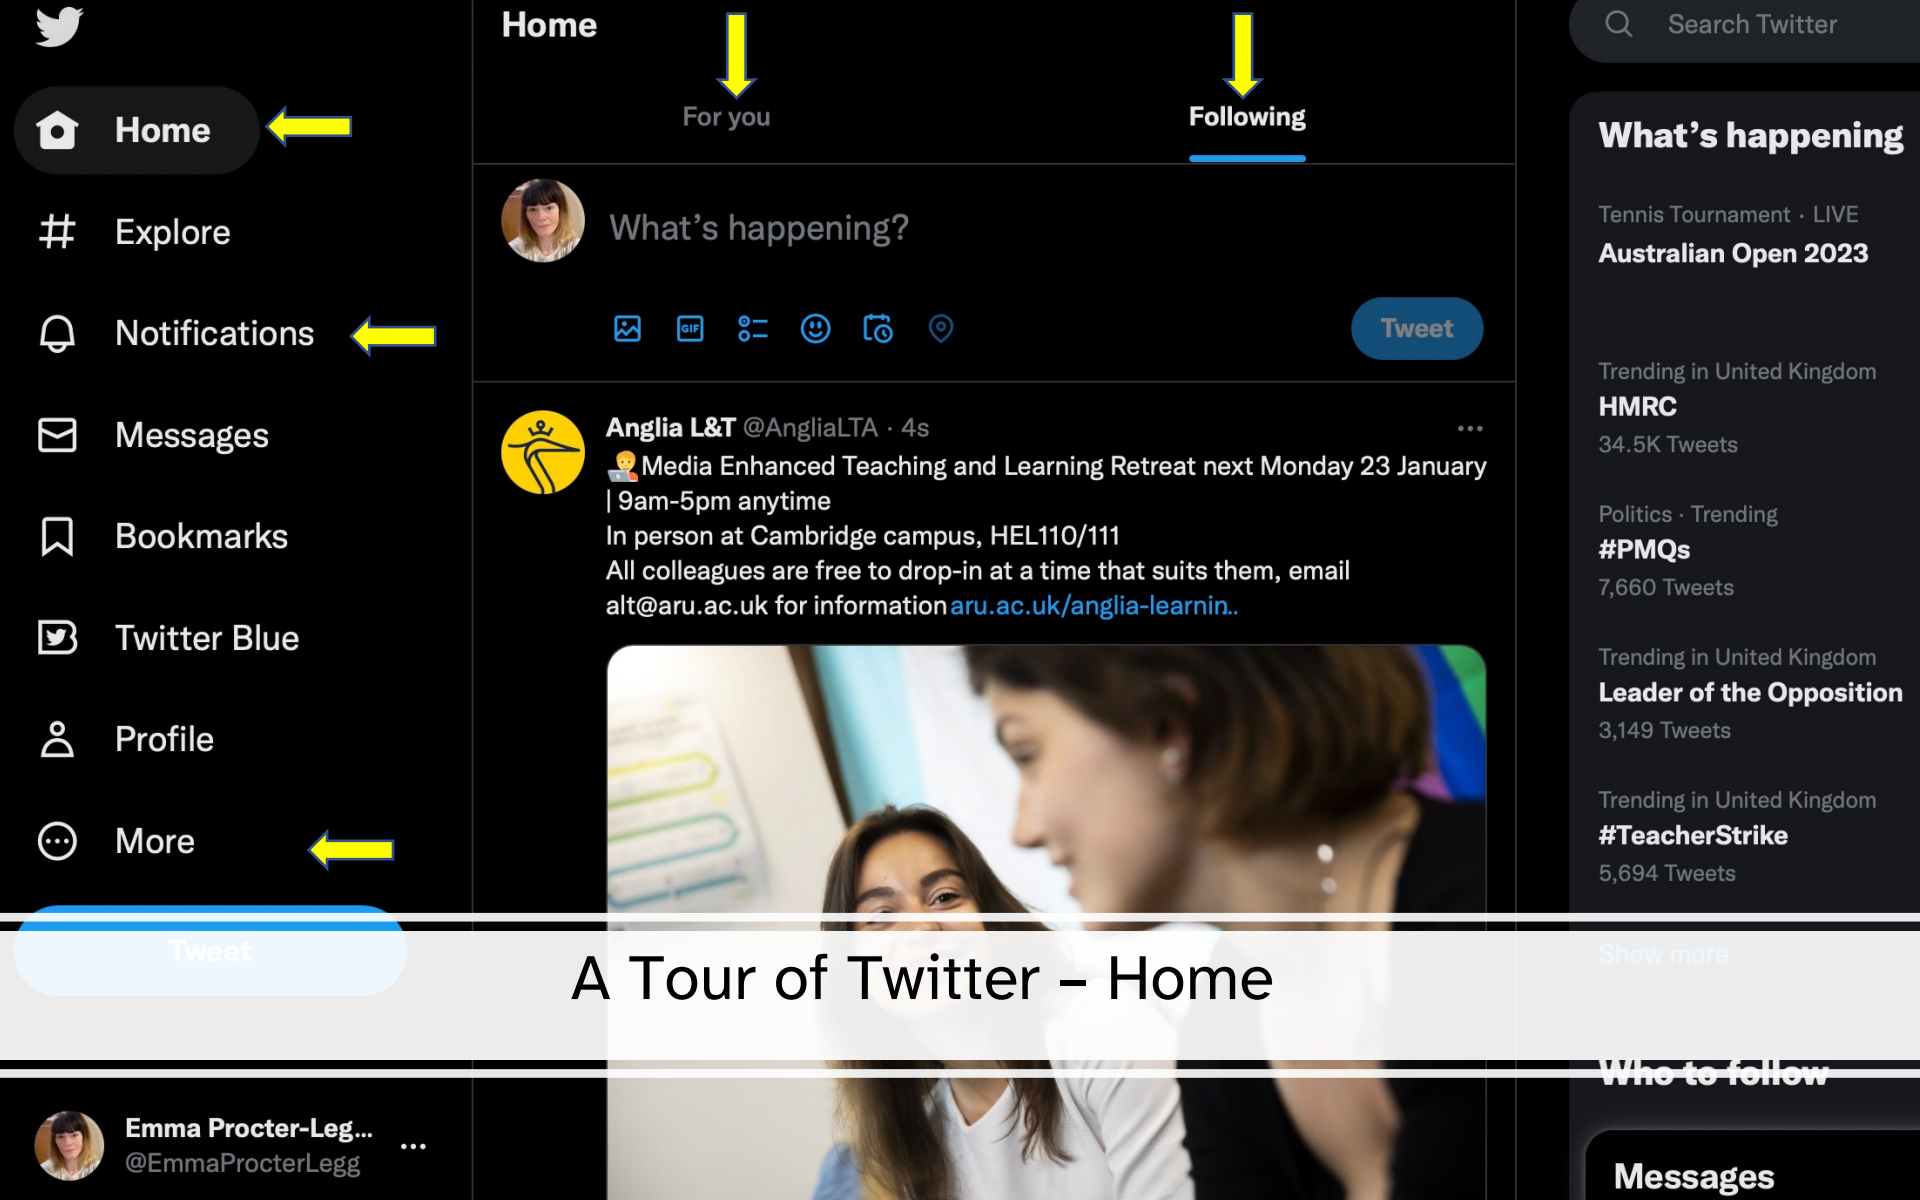 Home
Explore
Notifications
Messages
Bookmarks
Twitter Blue
Profile
More
Tweet
Emma Procter-Leg...
@EmmaProcterLegg
Home
For you
Following
What's happening?
GIF
Tweet
Anglia L&T @AngliaLTA · 4s
Media Enhanced Teaching and Learning Retreat next Monday 23 January
| 9am-5pm anytime
In person at Cambridge campus, HEL110/111
All colleagues are free to drop-in at a time that suits them, email
alt@aru.ac.uk for information aru.ac.uk/anglia-learnin..
A Tour of Twitter – Home
Search Twitter
What's happening
Tennis Tournament · LIVE
Australian Open 2023
Trending in United Kingdom
HMRC
34.5K Tweets
Politics · Trending
#PMQs
7,660 Tweets
Trending in United Kingdom
Leader of the Opposition
3,149 Tweets
Trending in United Kingdom
#TeacherStrike
5,694 Tweets
Show more
Who to follow
Messages